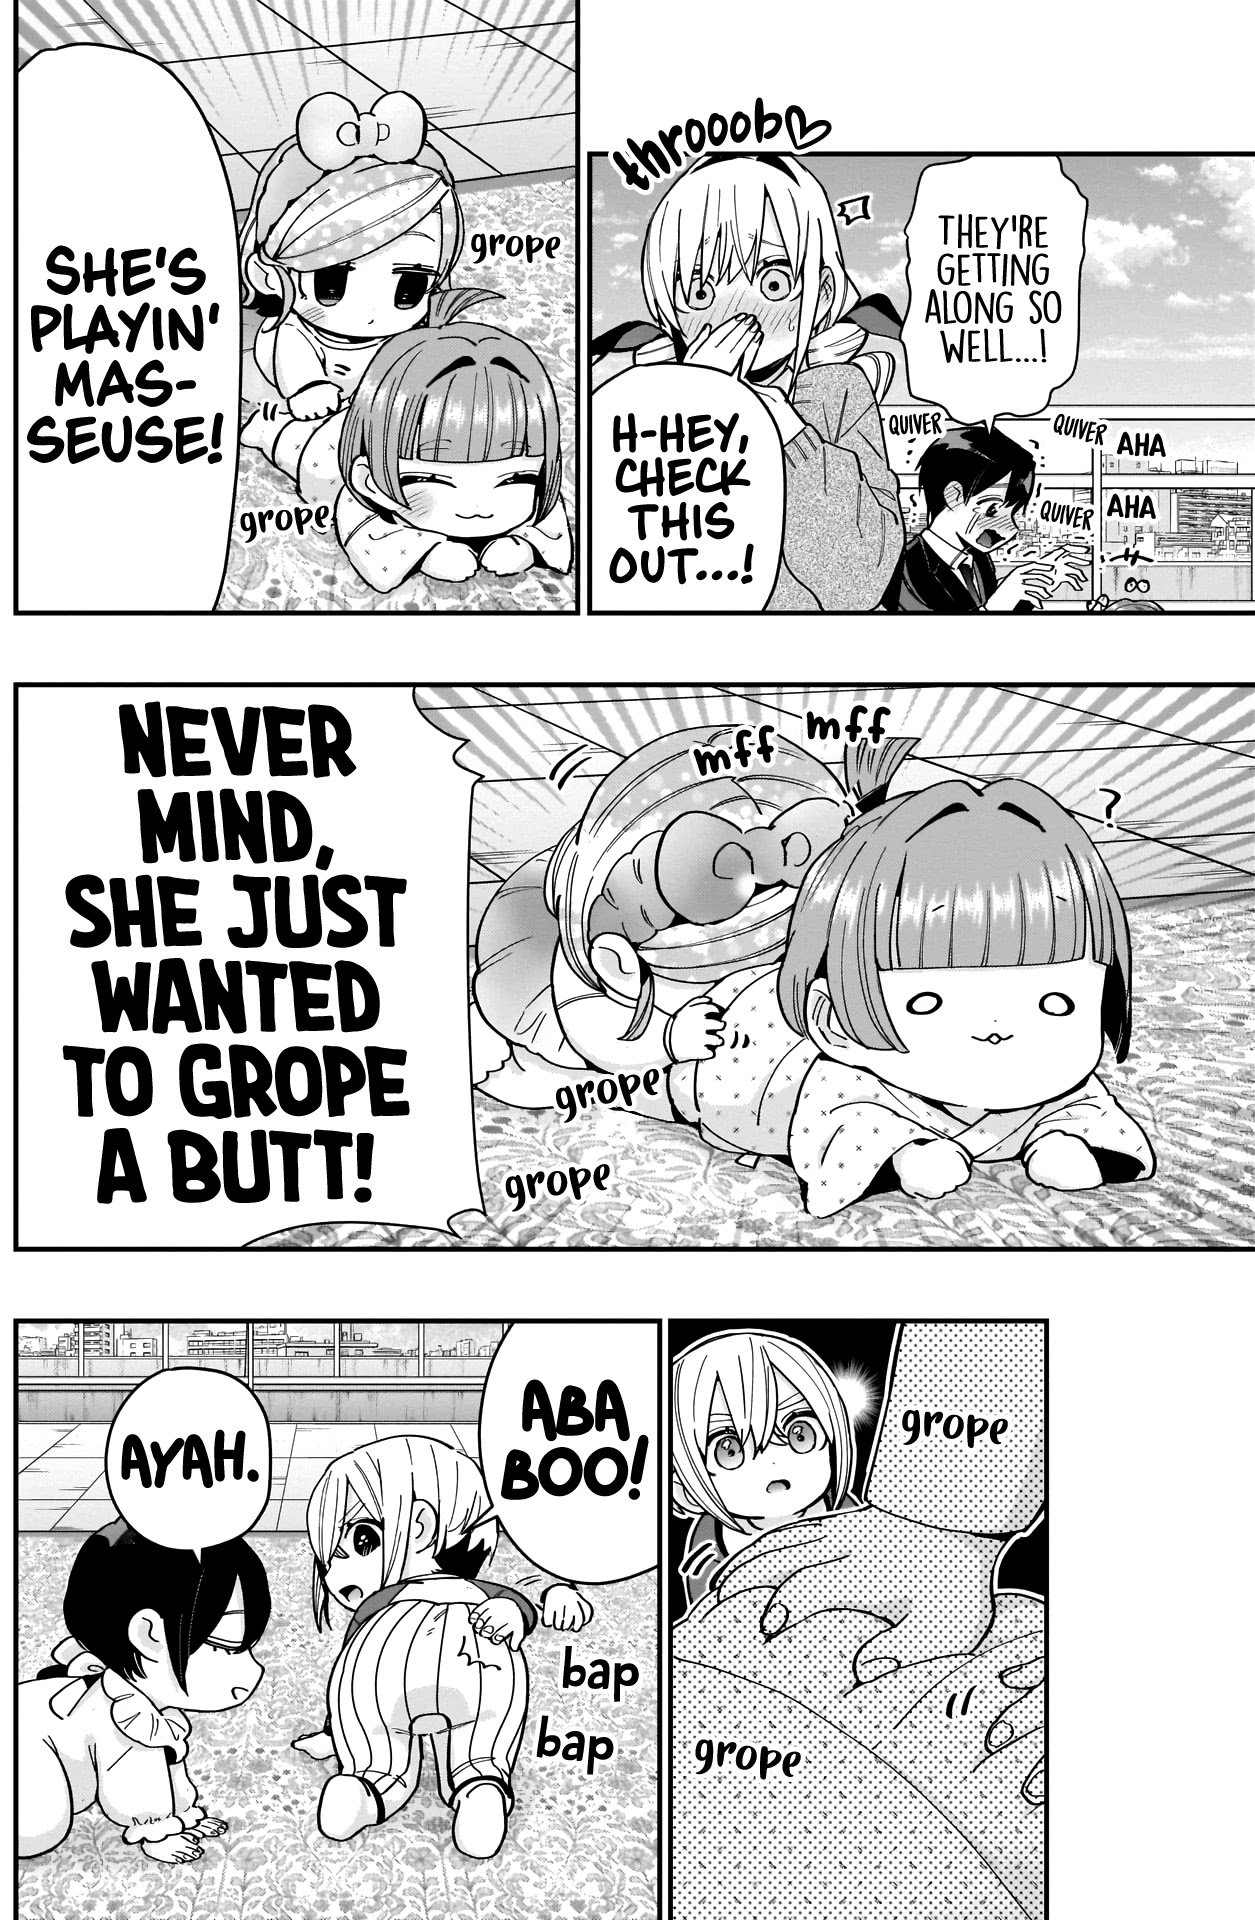 throoob♡
THEY'RE
GETTING
ALONG SO
WELL...!
H-HEY,
CHECK
THIS
OUT...!
QUIVER
QUIVER
QUIVER
AHA
AHA
SHE'S
PLAYIN'
MAS-
SEUSE!
grope
grope
mff
mff
?
NEVER
MIND,
SHE JUST
WANTED
TO GROPE
A BUTT!
grope
grope
grope
grope
ABA
BOO!
AYAH.
bap
bap